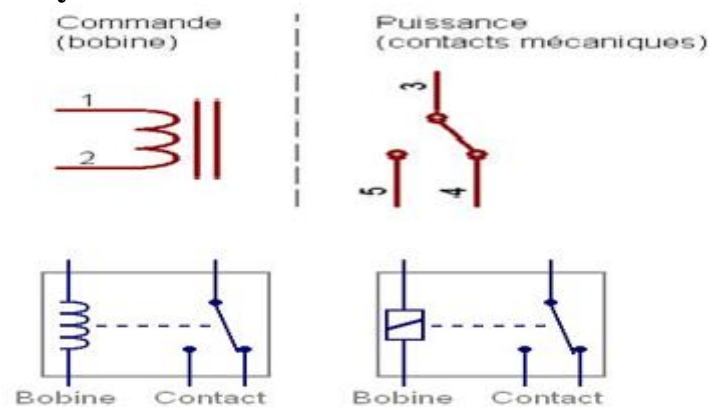 Commande
(bobine)
Puissance
(contacts mécaniques)
1
2
3
5
4
Bobine Contact
Bobine Contact